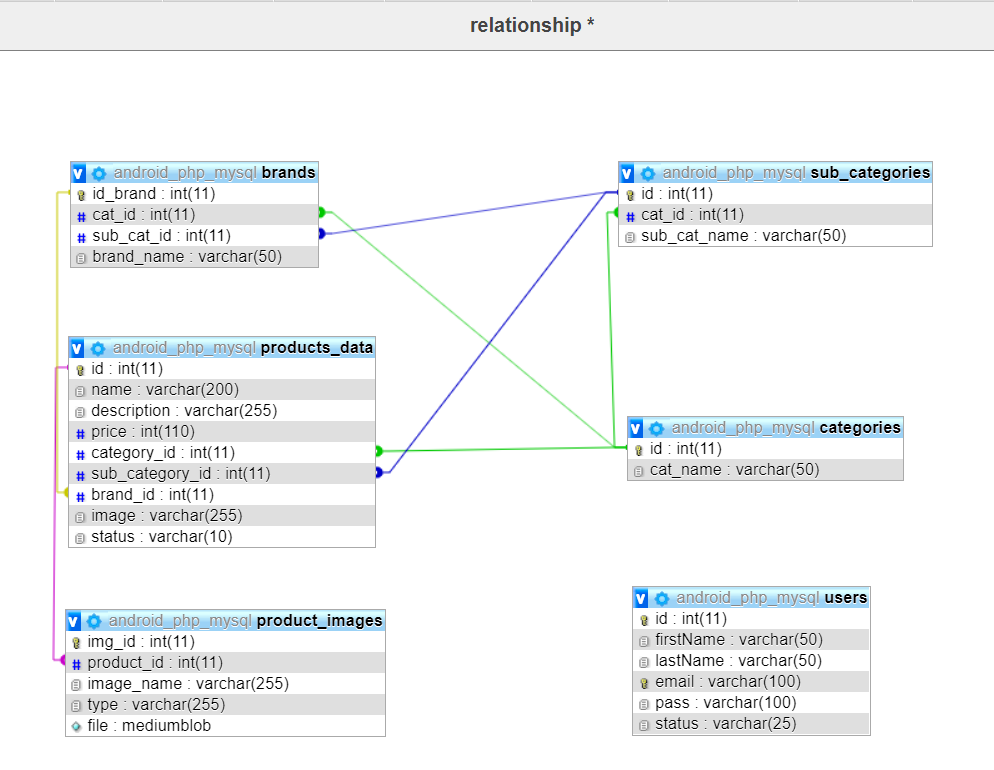 relationship *
android_php_mysql brands
id_brand : int(11)
cat_id : int(11)
sub_cat_id : int(11)
brand_name : varchar(50)
android_php_mysql sub_categories
id : int(11)
cat_id : int(11)
sub_cat_name : varchar(50)
android_php_mysql products_data
id : int(11)
name : varchar(200)
description : varchar(255)
price : int(110)
category_id : int(11)
sub_category_id : int(11)
brand_id : int(11)
image : varchar(255)
status : varchar(10)
android_php_mysql categories
id : int(11)
cat_name : varchar(50)
android_php_mysql product_images
img_id : int(11)
product_id : int(11)
image_name : varchar(255)
type : varchar(255)
file : mediumblob
android_php_mysql users
id : int(11)
firstName : varchar(50)
lastName : varchar(50)
email : varchar(100)
pass : varchar(100)
status : varchar(25)